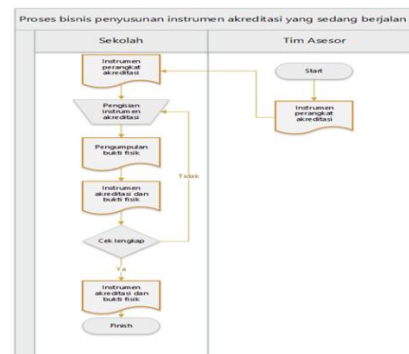 Proses bisnis penyusunan instrumen akreditasi yang sedang berjalan
Sekolah
Tim Asesor
Instrumen
perangkat
akreditasi
Start
Pengisian
instrumen
akreditasi
Instrumen
perangkat
akreditasi
Pengumpulan
bukti fisik
Tidak
Instrumen
akreditasi dan
bukti fisik
Cek lengkap
Ya
Instrumen
akreditasi dan
bukti fisik
Finish